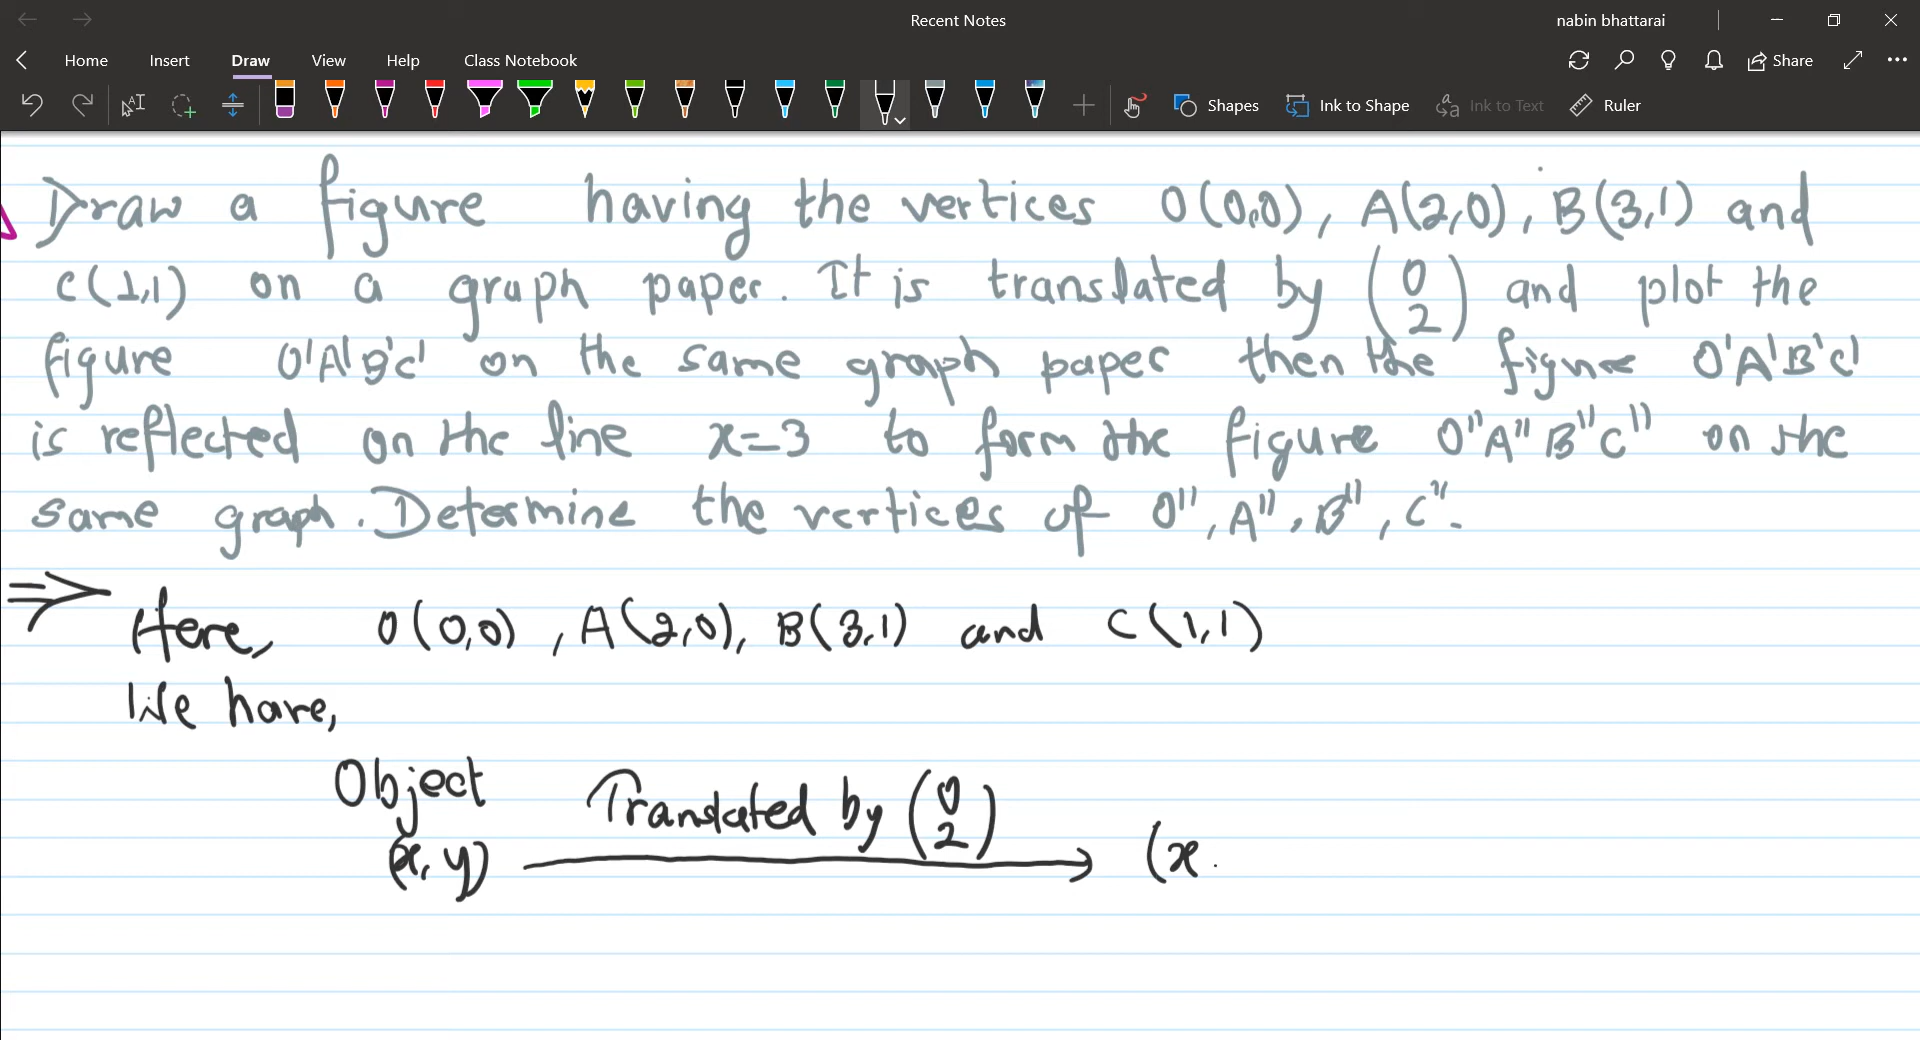 Recent Notes
nabin bhattarai
Home Insert Draw View Help Class Notebook
Share
Shapes Ink to Shape Ink to Text Ruler
Draw a figure having the vertices O(0,0), A(2,0), B(3,1) and
C(1,1) on a graph paper. It is translated by (0 2) and plot the
figure O'A'B'C' on the same graph paper then the figure O'A'B'C'
is reflected on the line x=3 to form the figure O"A"B"C" on the
same graph. Determine the vertices of O", A", B", C".
⇒ Here, O(0,0), A(2,0), B(3,1) and C(1,1)
We have,
Object Translated by (0 2)
(x, y) → (x